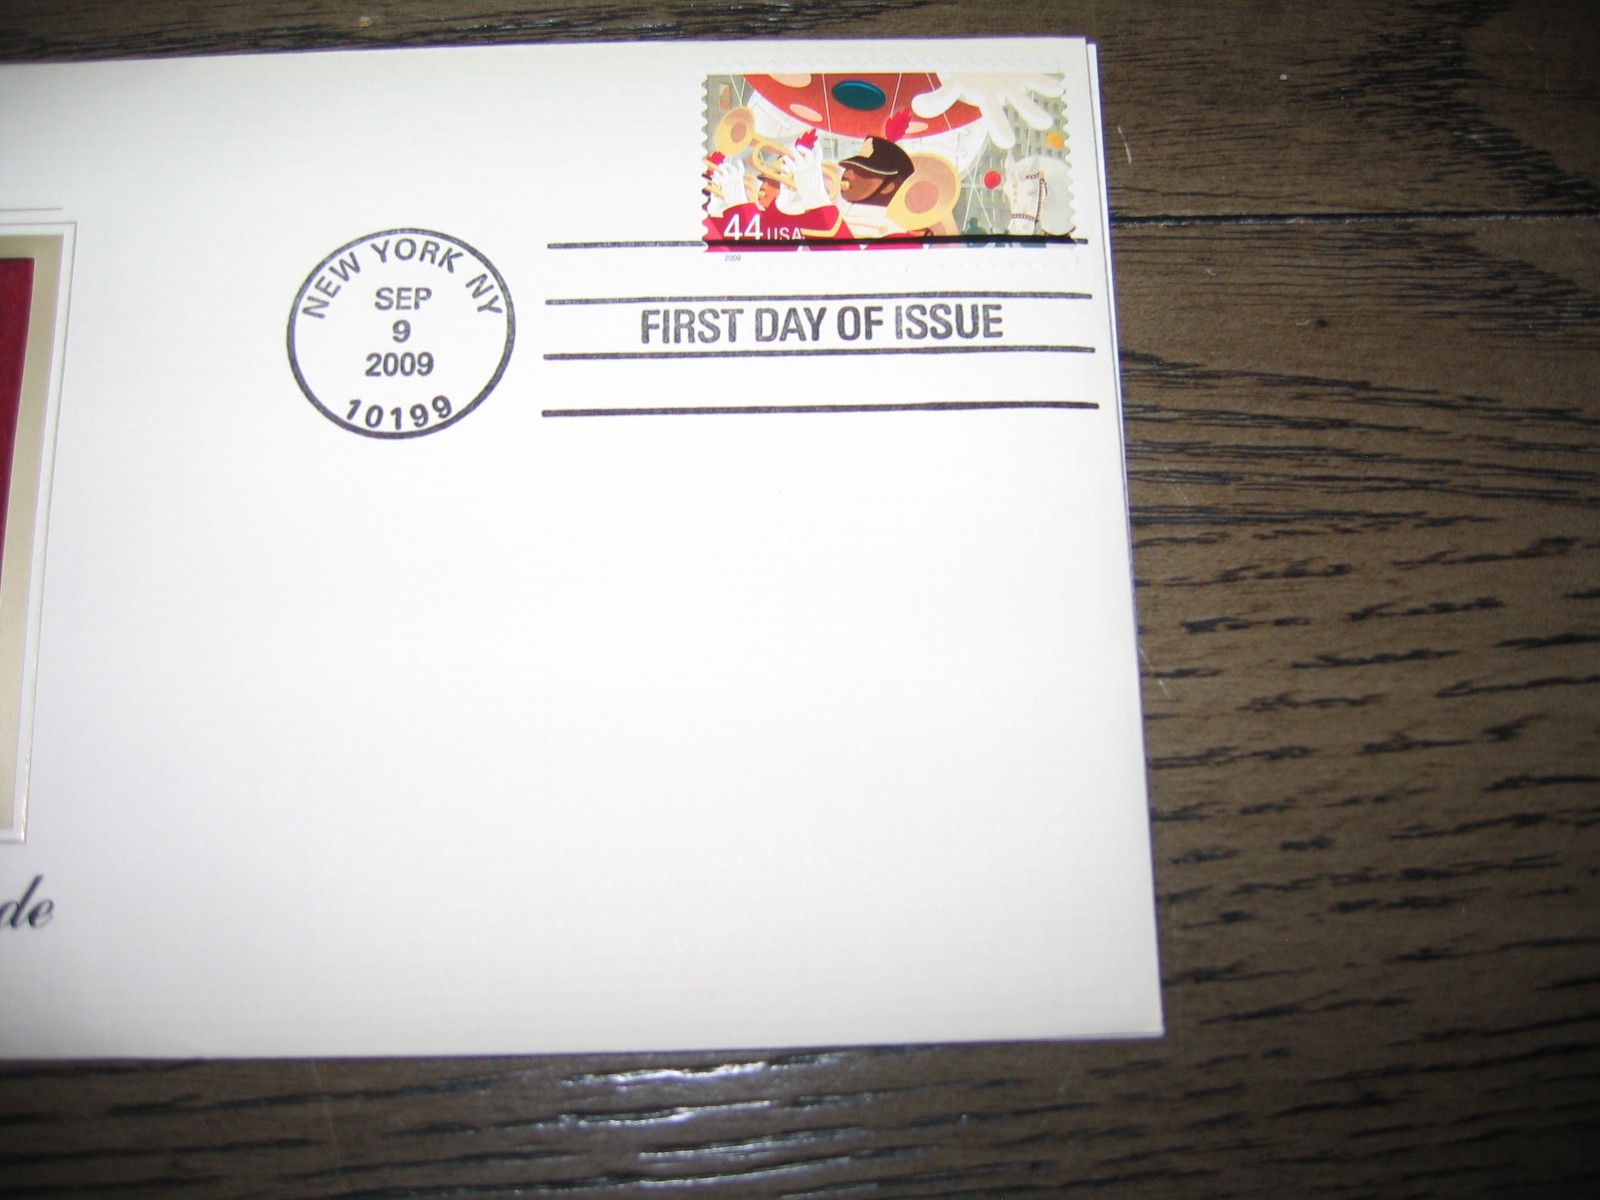 44 USA
2009
NEW YORK NY
SEP
9
2009
10199
FIRST DAY OF ISSUE
de